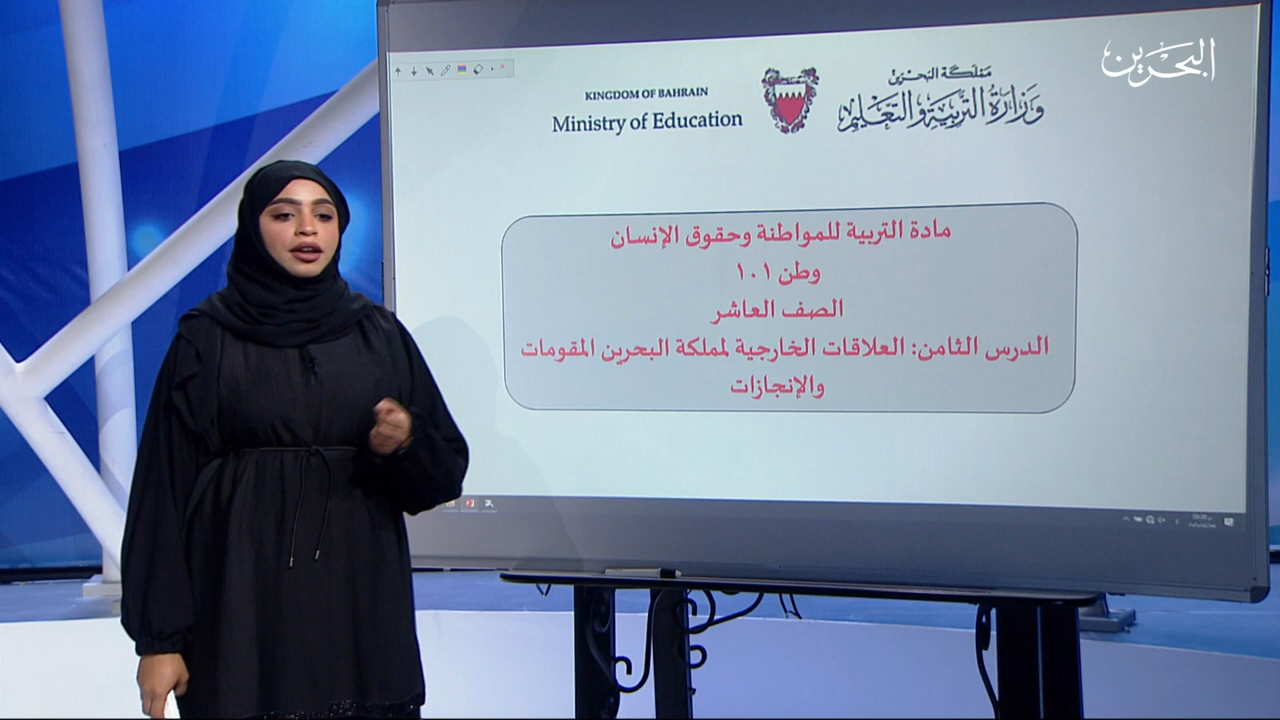 البحرين
مملكة البحرين
وزارة التربية والتعليم
KINGDOM OF BAHRAIN
Ministry of Education
مادة التربية للمواطنة وحقوق الإنسان
وطن ١٠١
الصف العاشر
الدرس الثامن: العلاقات الخارجية لمملكة البحرين المقومات
والإنجازات